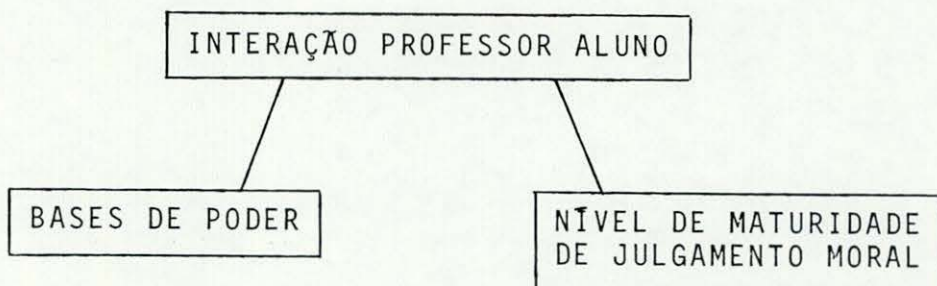 INTERAÇÃO PROFESSOR ALUNO
BASES DE PODER
NÍVEL DE MATURIDADE
DE JULGAMENTO MORAL